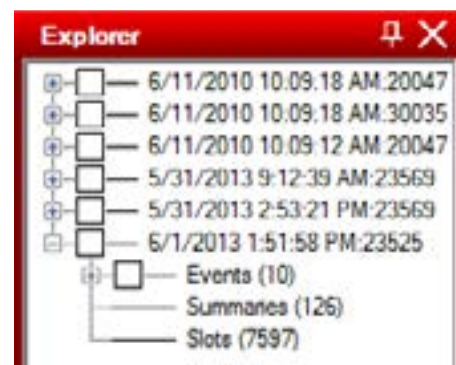 Explorer
6/11/2010 10:09:18 AM:20047
6/11/2010 10:09:18 AM:30035
6/11/2010 10:09:12 AM:20047
5/31/2013 9:12:39 AM:23569
5/31/2013 2:53:21 PM:23569
6/1/2013 1:51:58 PM:23525
Events (10)
Summaries (126)
Slots (7597)